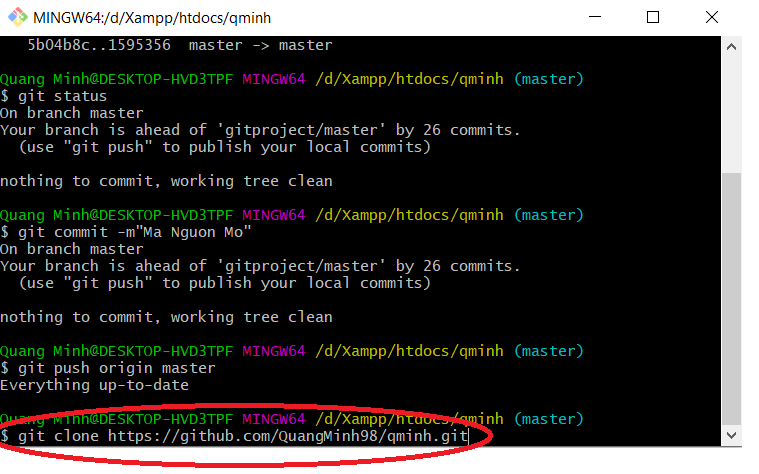 MINGW64:/d/Xampp/htdocs/qminh
5b04b8c..1595356  master -> master
Quang Minh@DESKTOP-HVD3TPF MINGW64 /d/Xampp/htdocs/qminh (master)
$ git status
On branch master
Your branch is ahead of 'gitproject/master' by 26 commits.
  (use "git push" to publish your local commits)
nothing to commit, working tree clean
Quang Minh@DESKTOP-HVD3TPF MINGW64 /d/Xampp/htdocs/qminh (master)
$ git commit -m"Ma Nguon Mo"
On branch master
Your branch is ahead of 'gitproject/master' by 26 commits.
  (use "git push" to publish your local commits)
nothing to commit, working tree clean
Quang Minh@DESKTOP-HVD3TPF MINGW64 /d/Xampp/htdocs/qminh (master)
$ git push origin master
Everything up-to-date
Quang Minh@DESKTOP-HVD3TPF MINGW64 /d/Xampp/htdocs/qminh (master)
$ git clone https://github.com/QuangMinh98/qminh.git